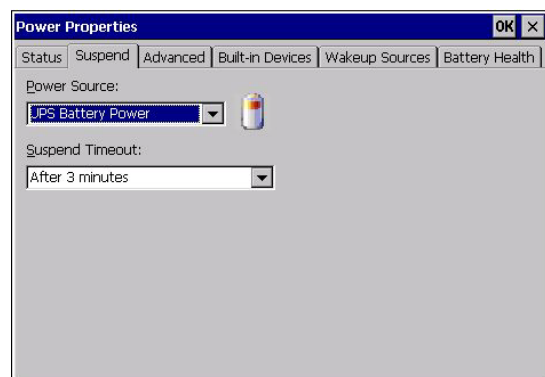 Power Properties OK ×
Status Suspend Advanced Built-in Devices Wakeup Sources Battery Health
Power Source:
UPS Battery Power
Suspend Timeout:
After 3 minutes